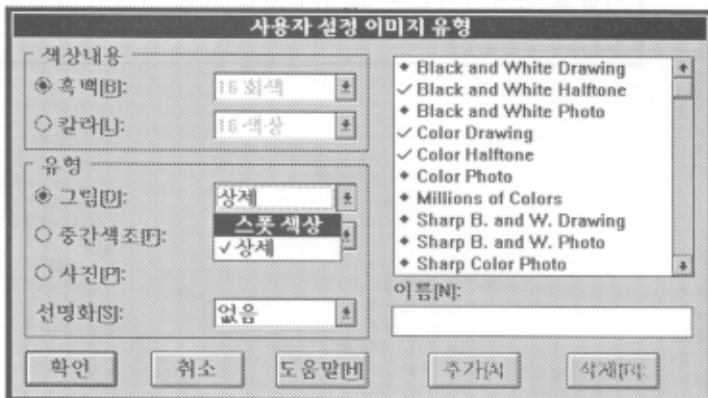 사용자 설정 이미지 유형
색상내용
흑백[B]: 16 회색
칼라[L]: 16 색상
유형
그림[D]: 상세
스폿 색상
✓상세
중간색조[F]:
사진[P]:
선명화[S]: 없음
◆ Black and White Drawing
✓ Black and White Halftone
◆ Black and White Photo
✓ Color Drawing
✓ Color Halftone
◆ Color Photo
◆ Millions of Colors
◆ Sharp B. and W. Drawing
◆ Sharp B. and W. Photo
◆ Sharp Color Photo
이름[N]:
확인 취소 도움말[H] 추가[A] 삭제[R]: